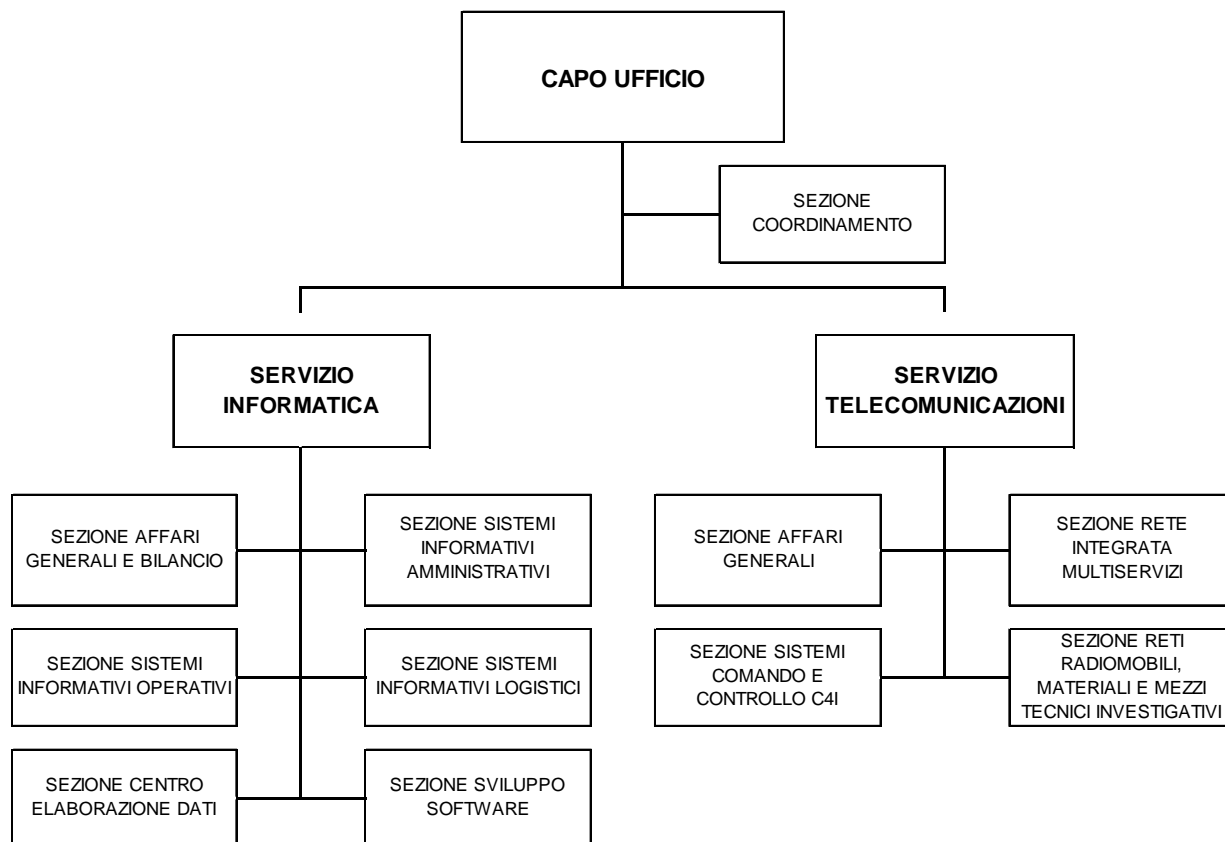 CAPO UFFICIO
SEZIONE
COORDINAMENTO
SERVIZIO
INFORMATICA
SERVIZIO
TELECOMUNICAZIONI
SEZIONE AFFARI
GENERALI E BILANCIO
SEZIONE SISTEMI
INFORMATIVI
AMMINISTRATIVI
SEZIONE AFFARI
GENERALI
SEZIONE RETE
INTEGRATA
MULTISERVIZI
SEZIONE SISTEMI
INFORMATIVI OPERATIVI
SEZIONE SISTEMI
INFORMATIVI LOGISTICI
SEZIONE SISTEMI
COMANDO E
CONTROLLO C4I
SEZIONE RETI
RADIOMOBILI,
MATERIALI E MEZZI
TECNICI INVESTIGATIVI
SEZIONE CENTRO
ELABORAZIONE DATI
SEZIONE SVILUPPO
SOFTWARE